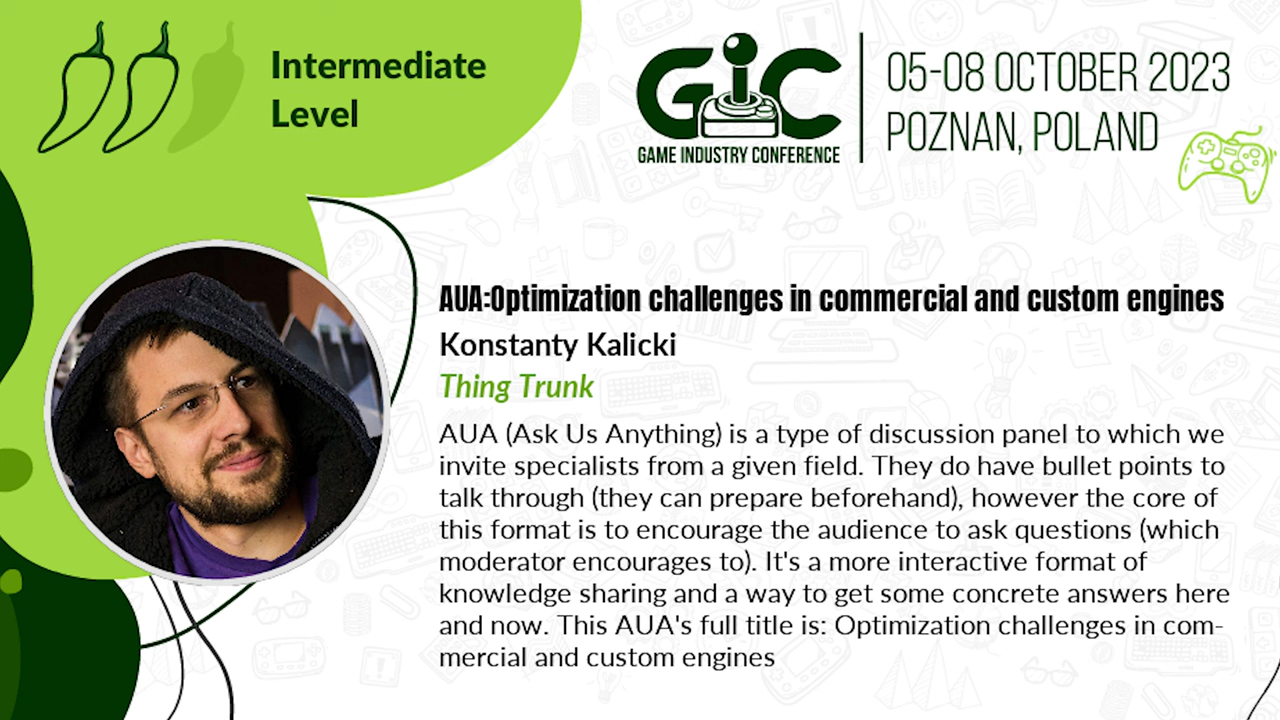 Intermediate
Level
GIC
GAME INDUSTRY CONFERENCE
05-08 OCTOBER 2023
POZNAN, POLAND
AUA:Optimization challenges in commercial and custom engines
Konstanty Kalicki
Thing Trunk
AUA (Ask Us Anything) is a type of discussion panel to which we
invite specialists from a given field. They do have bullet points to
talk through (they can prepare beforehand), however the core of
this format is to encourage the audience to ask questions (which
moderator encourages to). It's a more interactive format of
knowledge sharing and a way to get some concrete answers here
and now. This AUA's full title is: Optimization challenges in com-
mercial and custom engines